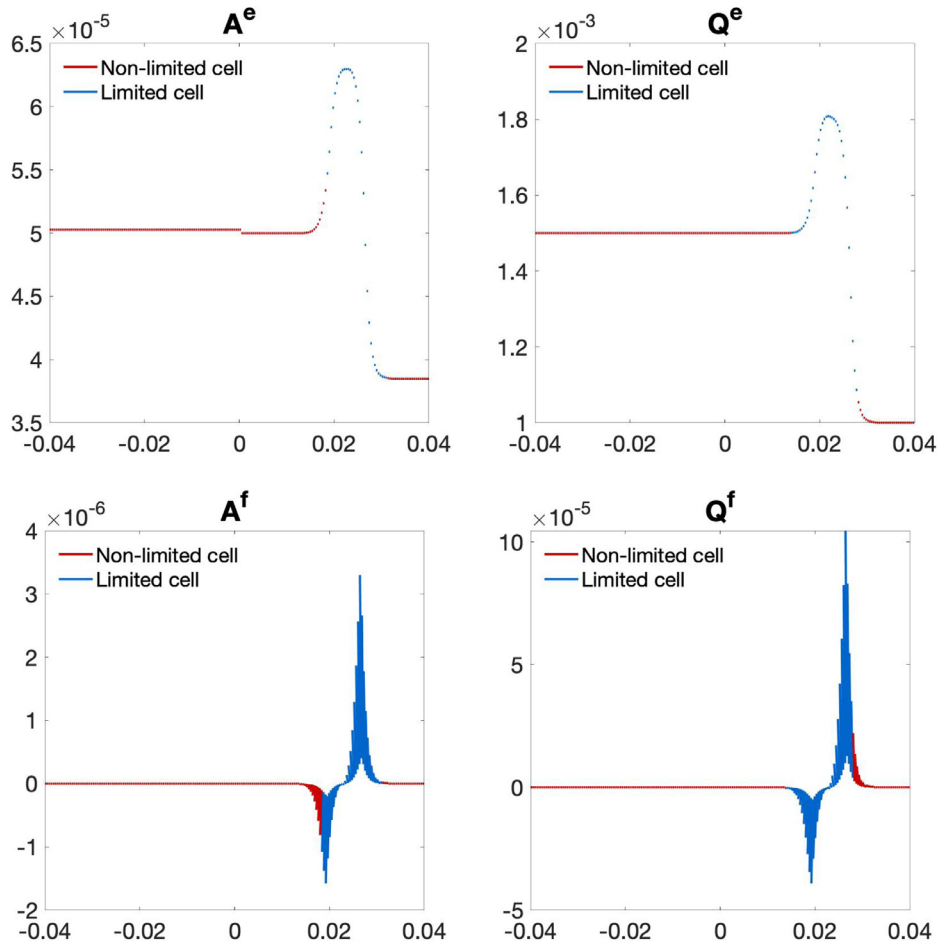 ×10⁻⁵ Aᵉ
6.5
Non-limited cell
Limited cell
6
5.5
5
4.5
4
3.5
-0.04 -0.02 0 0.02 0.04
×10⁻³ Qᵉ
2
Non-limited cell
Limited cell
1.8
1.6
1.4
1.2
1
-0.04 -0.02 0 0.02 0.04
×10⁻⁶ Aᶠ
4
Non-limited cell
Limited cell
3
2
1
0
-1
-2
-0.04 -0.02 0 0.02 0.04
×10⁻⁵ Qᶠ
10
Non-limited cell
Limited cell
5
0
-5
-0.04 -0.02 0 0.02 0.04